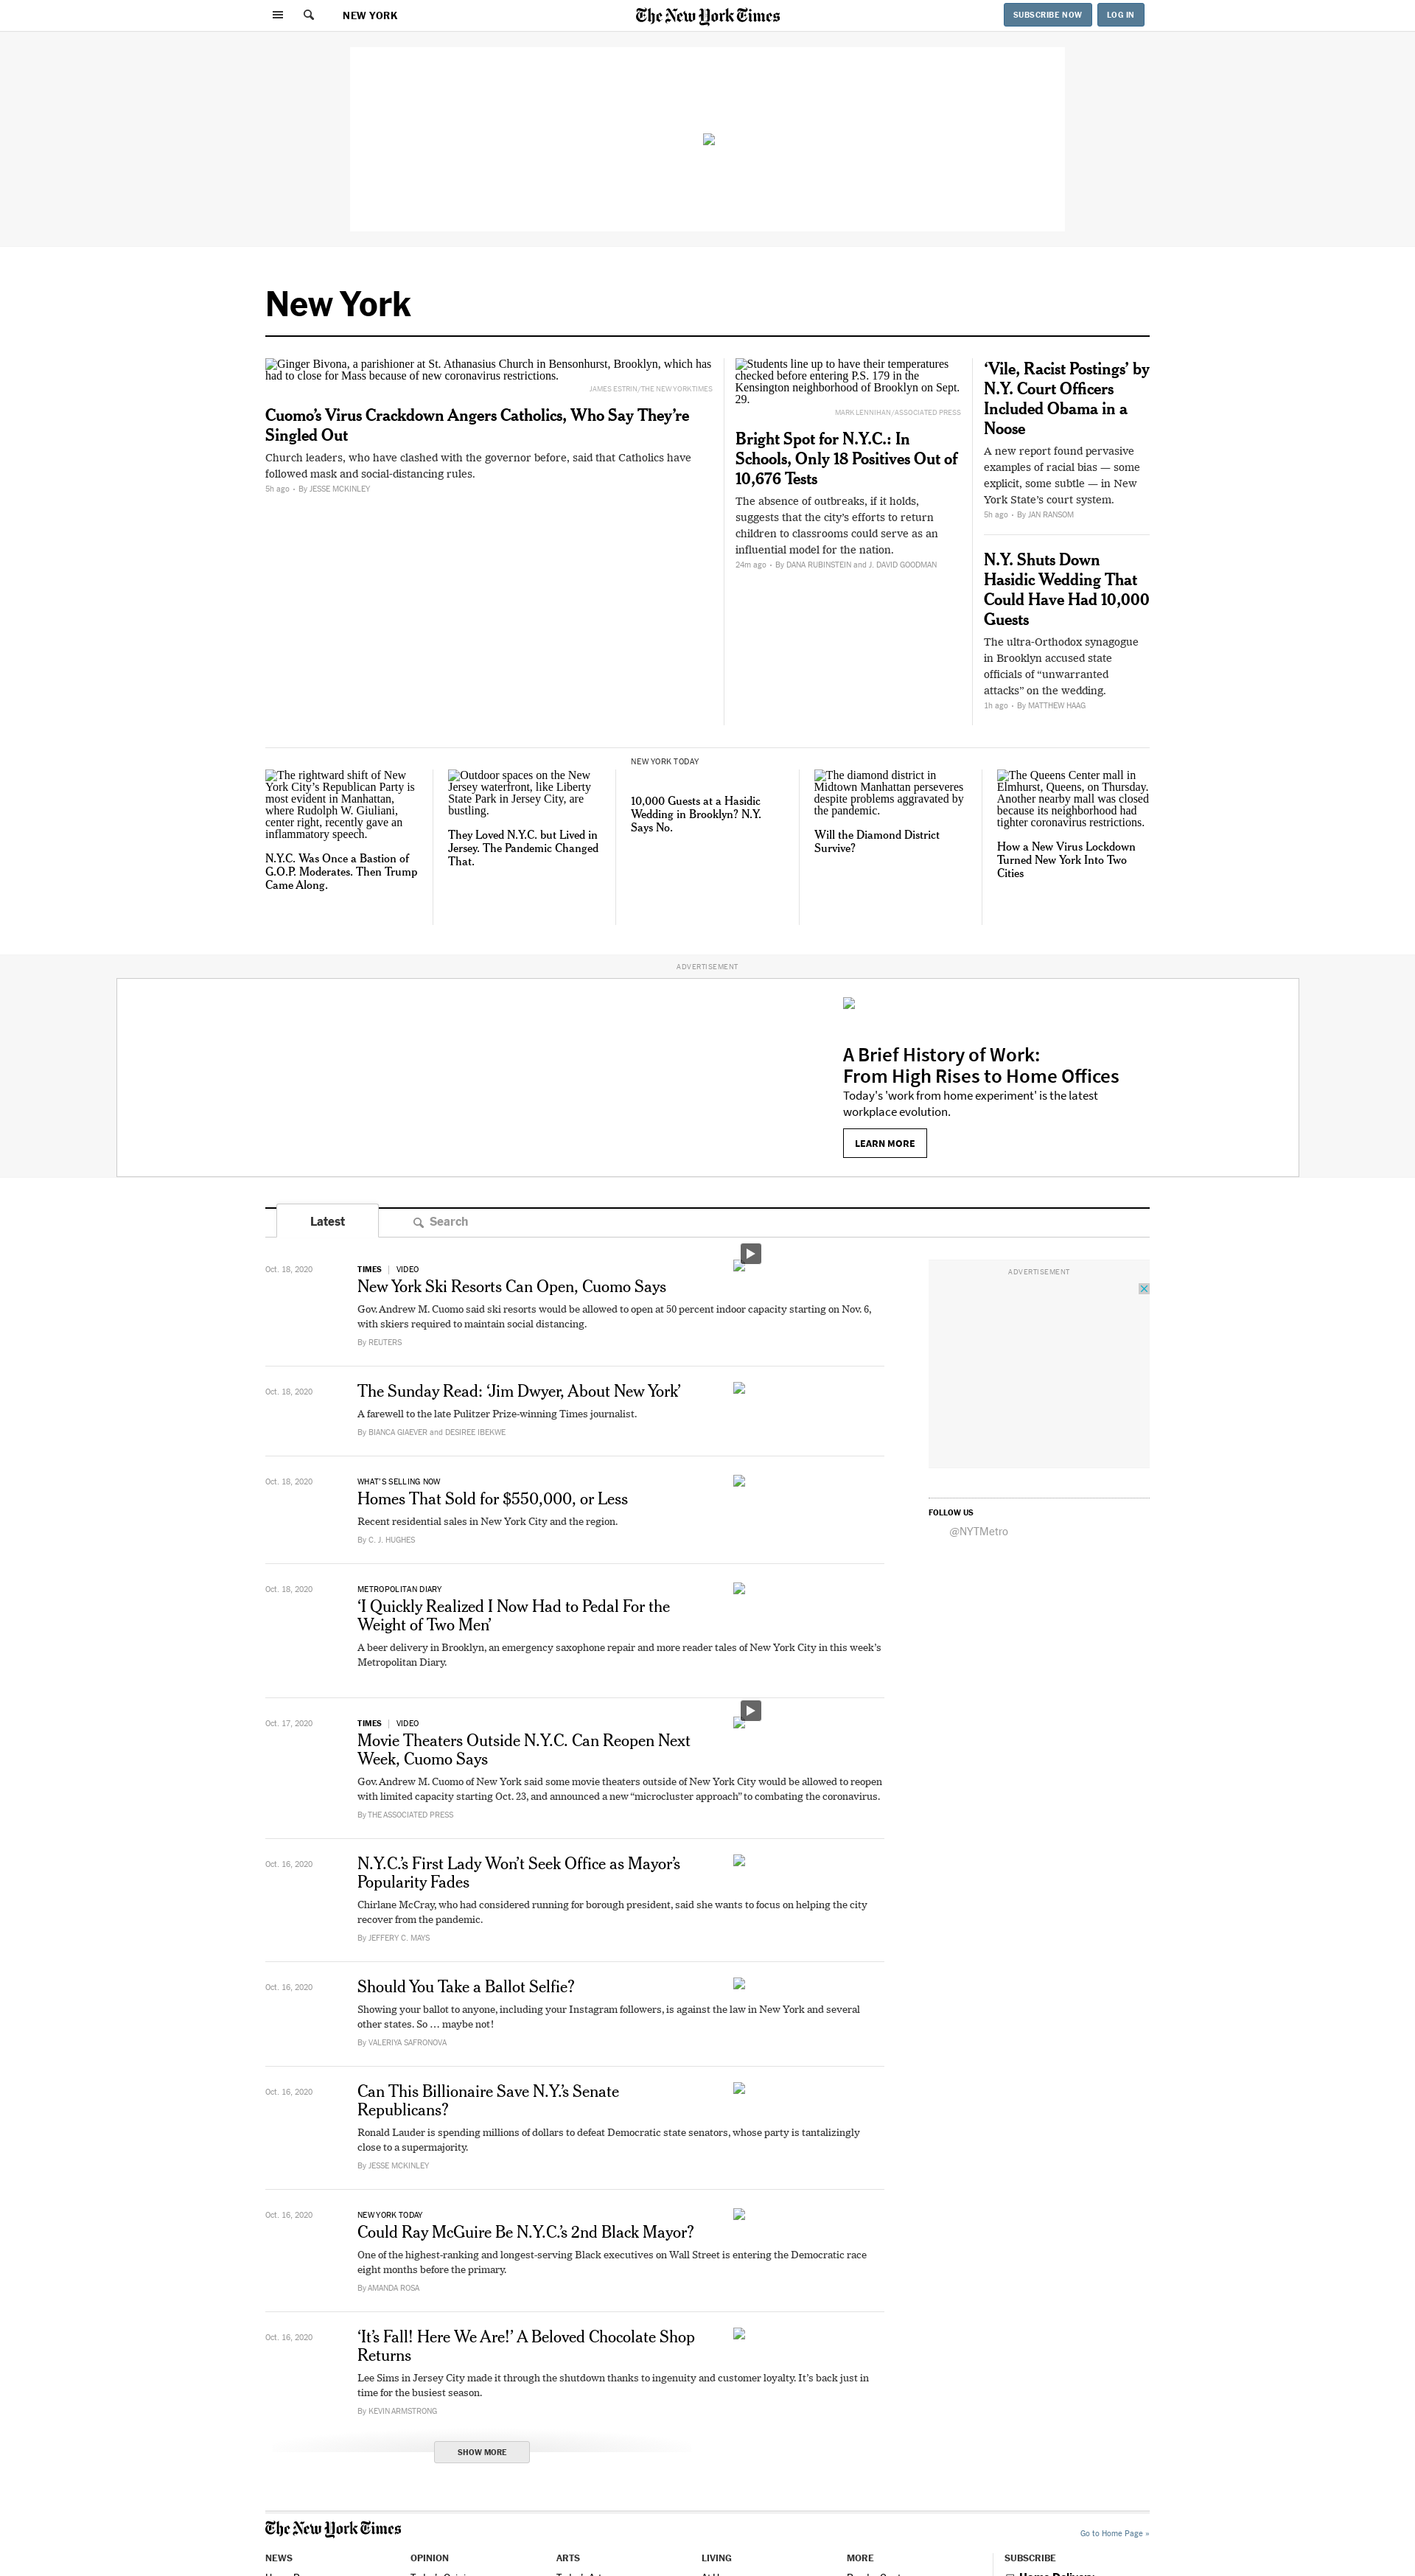 NEW YORK
The New York Times
SUBSCRIBE NOW
LOG IN
New York
Ginger Bivona, a parishioner at St. Athanasius Church in Bensonhurst, Brooklyn, which has
had to close for Mass because of new coronavirus restrictions.
JAMES ESTRIN/THE NEW YORK TIMES
Cuomo’s Virus Crackdown Angers Catholics, Who Say They’re
Singled Out
Church leaders, who have clashed with the governor before, said that Catholics have
followed mask and social-distancing rules.
5h ago • By JESSE MCKINLEY
Students line up to have their temperatures
checked before entering P.S. 179 in the
Kensington neighborhood of Brooklyn on Sept.
29.
MARK LENNIHAN/ASSOCIATED PRESS
Bright Spot for N.Y.C.: In
Schools, Only 18 Positives Out of
10,676 Tests
The absence of outbreaks, if it holds,
suggests that the city’s efforts to return
children to classrooms could serve as an
influential model for the nation.
24m ago • By DANA RUBINSTEIN and J. DAVID GOODMAN
‘Vile, Racist Postings’ by
N.Y. Court Officers
Included Obama in a
Noose
A new report found pervasive
examples of racial bias — some
explicit, some subtle — in New
York State’s court system.
5h ago • By JAN RANSOM
N.Y. Shuts Down
Hasidic Wedding That
Could Have Had 10,000
Guests
The ultra-Orthodox synagogue
in Brooklyn accused state
officials of “unwarranted
attacks” on the wedding.
1h ago • By MATTHEW HAAG
The rightward shift of New
York City’s Republican Party is
most evident in Manhattan,
where Rudolph W. Giuliani,
center right, recently gave an
inflammatory speech.
N.Y.C. Was Once a Bastion of
G.O.P. Moderates. Then Trump
Came Along.
Outdoor spaces on the New
Jersey waterfront, like Liberty
State Park in Jersey City, are
bustling.
They Loved N.Y.C. but Lived in
Jersey. The Pandemic Changed
That.
NEW YORK TODAY
10,000 Guests at a Hasidic
Wedding in Brooklyn? N.Y.
Says No.
The diamond district in
Midtown Manhattan perseveres
despite problems aggravated by
the pandemic.
Will the Diamond District
Survive?
The Queens Center mall in
Elmhurst, Queens, on Thursday.
Another nearby mall was closed
because its neighborhood had
tighter coronavirus restrictions.
How a New Virus Lockdown
Turned New York Into Two
Cities
ADVERTISEMENT
A Brief History of Work:
From High Rises to Home Offices
Today's 'work from home experiment' is the latest
workplace evolution.
LEARN MORE
Latest
Search
Oct. 18, 2020
TIMES | VIDEO
New York Ski Resorts Can Open, Cuomo Says
Gov. Andrew M. Cuomo said ski resorts would be allowed to open at 50 percent indoor capacity starting on Nov. 6,
with skiers required to maintain social distancing.
By REUTERS
ADVERTISEMENT
Oct. 18, 2020
The Sunday Read: ‘Jim Dwyer, About New York’
A farewell to the late Pulitzer Prize-winning Times journalist.
By BIANCA GIAEVER and DESIREE IBEKWE
Oct. 18, 2020
WHAT’S SELLING NOW
Homes That Sold for $550,000, or Less
Recent residential sales in New York City and the region.
By C. J. HUGHES
FOLLOW US
@NYTMetro
Oct. 18, 2020
METROPOLITAN DIARY
‘I Quickly Realized I Now Had to Pedal For the
Weight of Two Men’
A beer delivery in Brooklyn, an emergency saxophone repair and more reader tales of New York City in this week’s
Metropolitan Diary.
Oct. 17, 2020
TIMES | VIDEO
Movie Theaters Outside N.Y.C. Can Reopen Next
Week, Cuomo Says
Gov. Andrew M. Cuomo of New York said some movie theaters outside of New York City would be allowed to reopen
with limited capacity starting Oct. 23, and announced a new “microcluster approach” to combating the coronavirus.
By THE ASSOCIATED PRESS
Oct. 16, 2020
N.Y.C.’s First Lady Won’t Seek Office as Mayor’s
Popularity Fades
Chirlane McCray, who had considered running for borough president, said she wants to focus on helping the city
recover from the pandemic.
By JEFFERY C. MAYS
Oct. 16, 2020
Should You Take a Ballot Selfie?
Showing your ballot to anyone, including your Instagram followers, is against the law in New York and several
other states. So … maybe not!
By VALERIYA SAFRONOVA
Oct. 16, 2020
Can This Billionaire Save N.Y.’s Senate
Republicans?
Ronald Lauder is spending millions of dollars to defeat Democratic state senators, whose party is tantalizingly
close to a supermajority.
By JESSE MCKINLEY
Oct. 16, 2020
NEW YORK TODAY
Could Ray McGuire Be N.Y.C.’s 2nd Black Mayor?
One of the highest-ranking and longest-serving Black executives on Wall Street is entering the Democratic race
eight months before the primary.
By AMANDA ROSA
Oct. 16, 2020
‘It’s Fall! Here We Are!’ A Beloved Chocolate Shop
Returns
Lee Sims in Jersey City made it through the shutdown thanks to ingenuity and customer loyalty. It’s back just in
time for the busiest season.
By KEVIN ARMSTRONG
SHOW MORE
The New York Times
Go to Home Page »
NEWS
OPINION
ARTS
LIVING
MORE
SUBSCRIBE